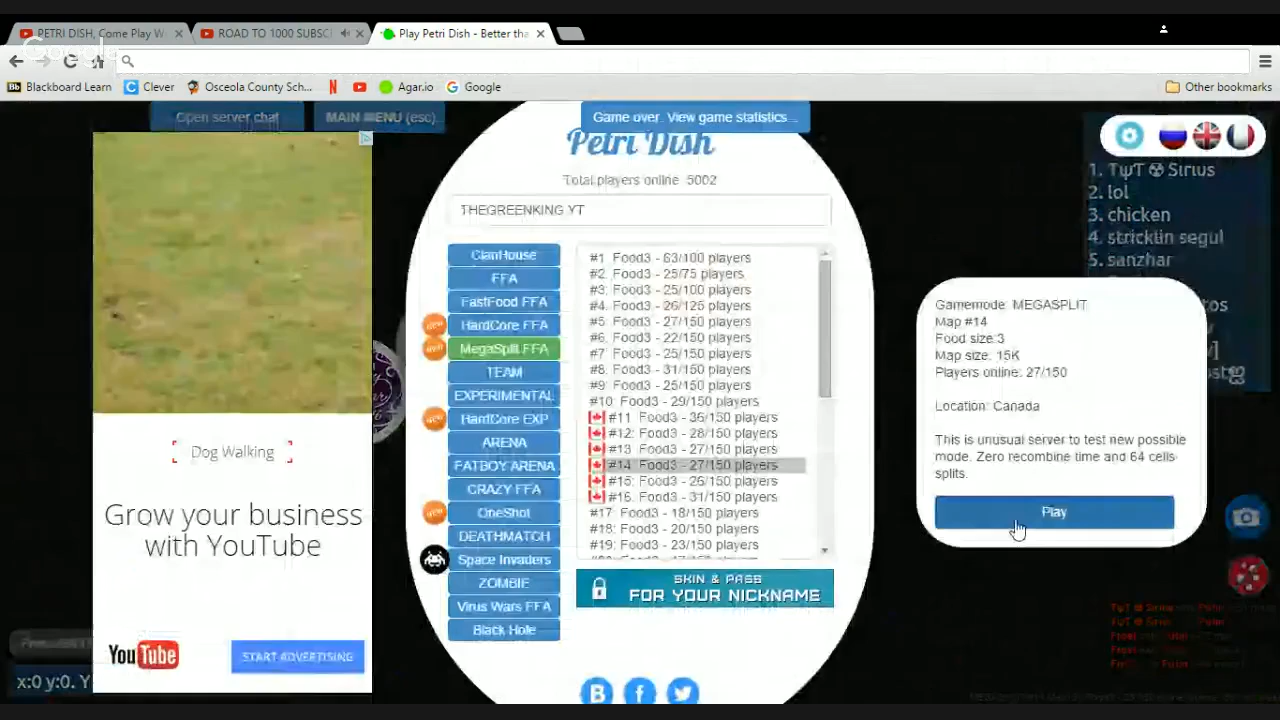 PETRI DISH, Come Play W
ROAD TO 1000 SUBSC
Play Petri Dish - Better tha
Google
Blackboard Learn
Clever
Osceola County Sch...
Agar.io
Google
Other bookmarks
Open server chat
MAIN MENU (esc)
Game over. View game statistics...
Petri Dish
Total players online 5002
THEGREENKING YT
ClanHouse
FFA
FastFood FFA
HardCore FFA
MegaSplit FFA
TEAM
EXPERIMENTAL
HardCore EXP
ARENA
FATBOY ARENA
CRAZY FFA
OneShot
DEATHMATCH
Space Invaders
ZOMBIE
Virus Wars FFA
Black Hole
#1 Food3 - 63/100 players
#2. Food3 - 25/75 players
#3. Food3 - 25/100 players
#4. Food3 - 26/125 players
#5. Food3 - 27/150 players
#6. Food3 - 22/150 players
#7. Food3 - 25/150 players
#8. Food3 - 31/150 players
#9. Food3 - 25/150 players
#10. Food3 - 29/150 players
#11 Food3 - 36/150 players
#12: Food3 - 28/150 players
#13 Food3 - 27/150 players
#14 Food3 - 27/150 players
#15: Food3 - 26/150 players
#16. Food3 - 31/150 players
#17: Food3 - 18/150 players
#18: Food3 - 20/150 players
#19: Food3 - 23/150 players
SKIN & PASS
FOR YOUR NICKNAME
Gamemode: MEGASPLIT
Map #14
Food size:3
Map size: 15K
Players online: 27/150
Location: Canada
This is unusual server to test new possible
mode. Zero recombine time and 64 cells
splits.
Play
1. TψT ☢ Sirius
2. lol
3. chicken
4. stricklin segul
5. sanzhar
Dog Walking
Grow your business
with YouTube
YouTube
START ADVERTISING
x:0 y:0.